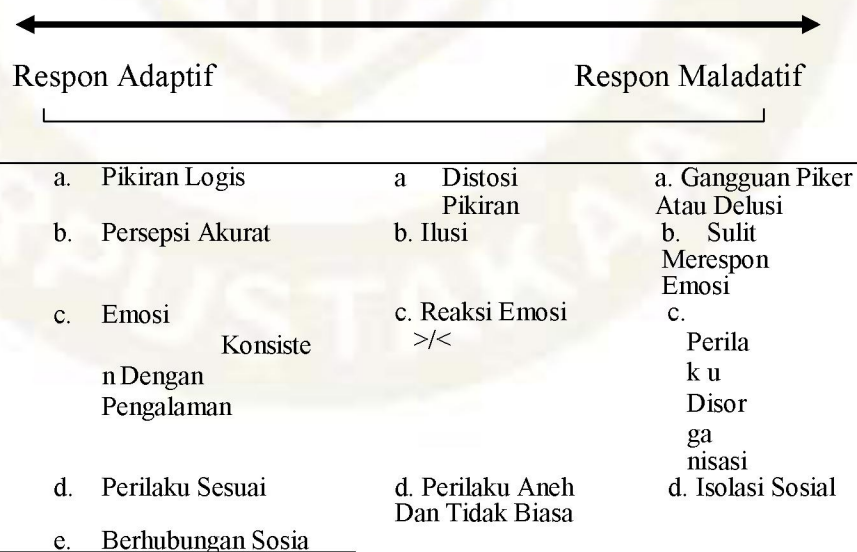 Respon Adaptif Respon Maladatif
a. Pikiran Logis
b. Persepsi Akurat
c. Emosi
Konsiste
n Dengan
Pengalaman
d. Perilaku Sesuai
e. Berhubungan Sosia
a Distosi
Pikiran
b. Ilusi
c. Reaksi Emosi
>/<
d. Perilaku Aneh
Dan Tidak Biasa
a. Gangguan Piker
Atau Delusi
b. Sulit
Merespon
Emosi
c.
Perila
k u
Disor
ga
nisasi
d. Isolasi Sosial